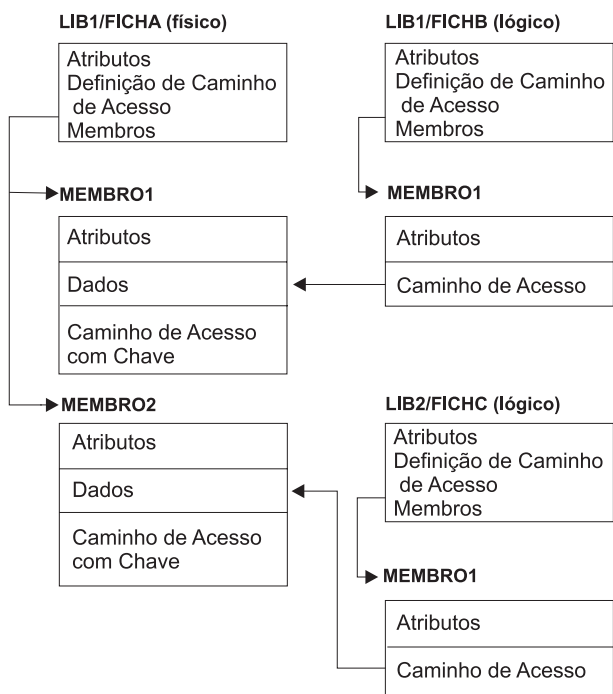 LIB1/FICHA (físico)
Atributos
Definição de Caminho
de Acesso
Membros
LIB1/FICHB (lógico)
Atributos
Definição de Caminho
de Acesso
Membros
MEMBRO1
Atributos
Dados
Caminho de Acesso
com Chave
MEMBRO1
Atributos
Caminho de Acesso
MEMBRO2
Atributos
Dados
Caminho de Acesso
com Chave
LIB2/FICHC (lógico)
Atributos
Definição de Caminho
de Acesso
Membros
MEMBRO1
Atributos
Caminho de Acesso